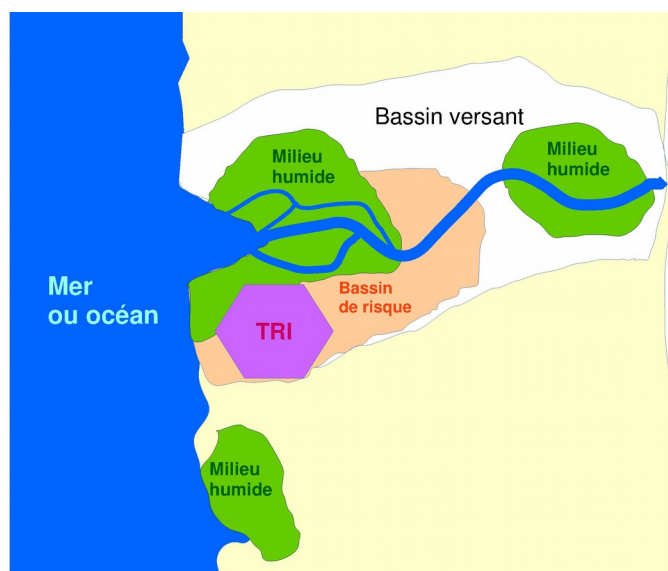 Bassin versant
Milieu
humide
Milieu
humide
Mer
ou océan
Bassin
de risque
TRI
Milieu
humide